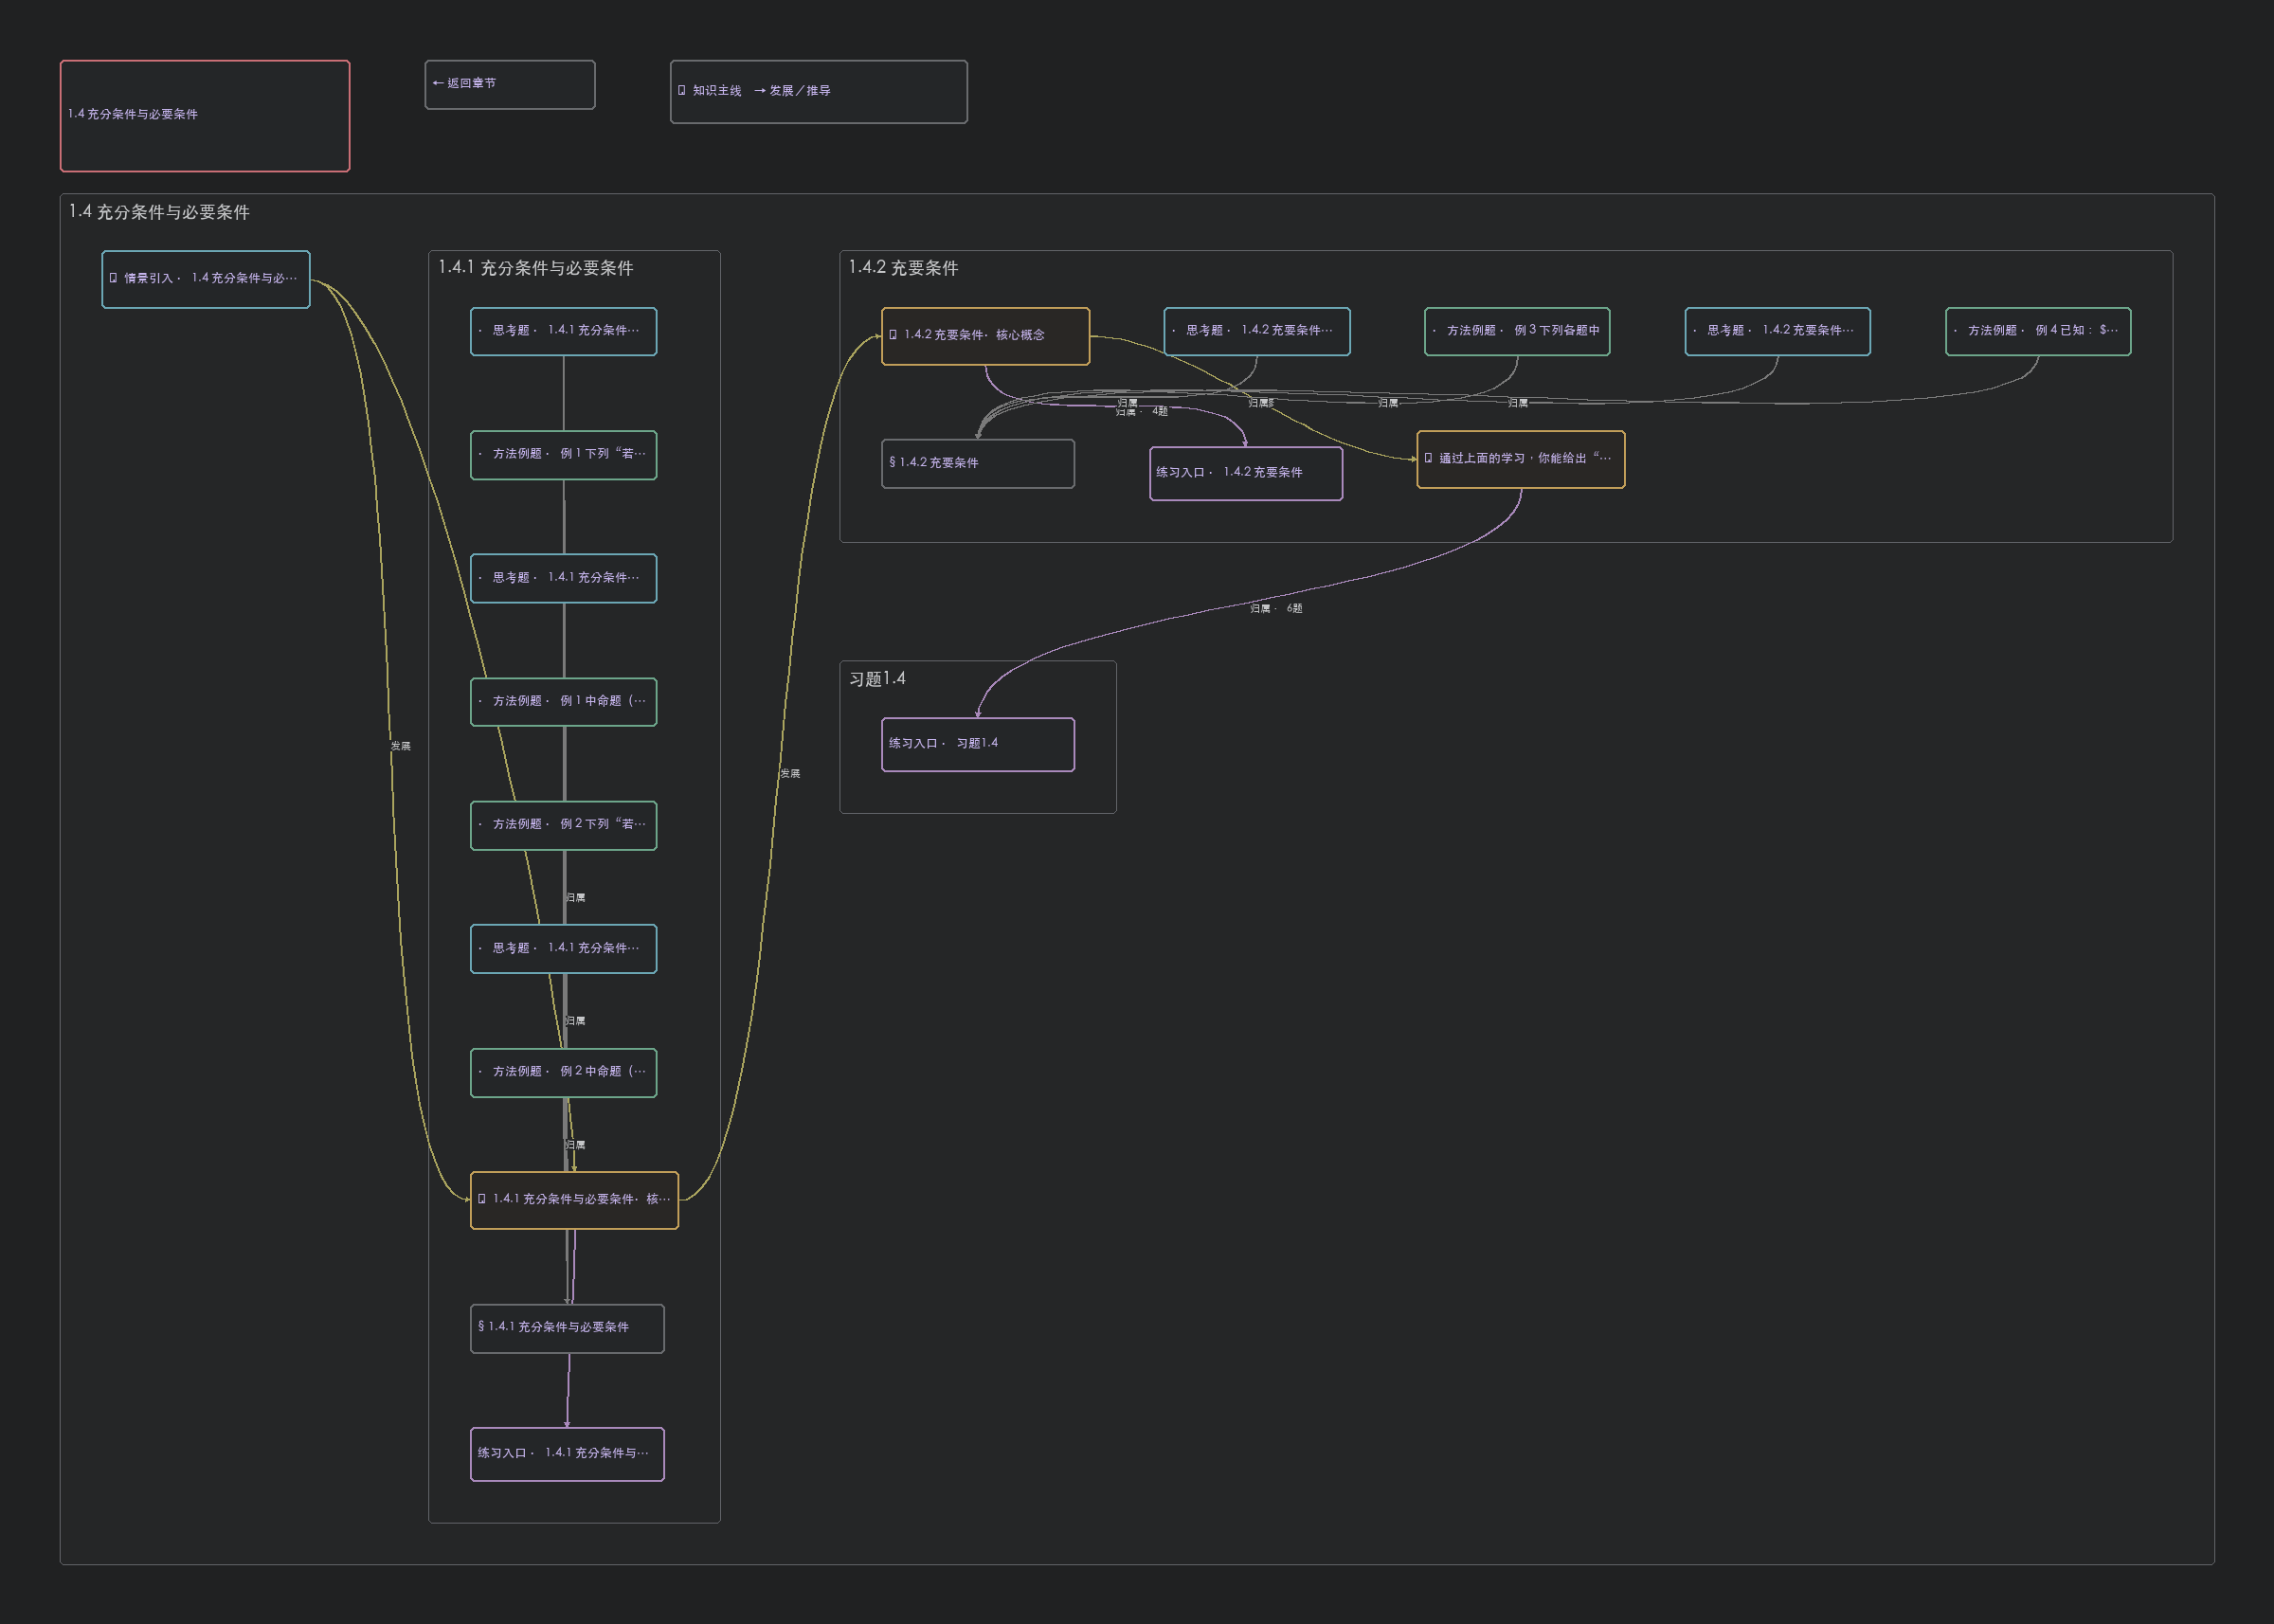 1.4 充分条件与必要条件
← 返回章节
知识主线 → 发展／推导
1.4 充分条件与必要条件
情景引入 · 1.4 充分条件与必…
1.4.1 充分条件与必要条件
· 思考题 · 1.4.1 充分条件…
· 方法例题 · 例 1 下列“若…
· 思考题 · 1.4.1 充分条件…
· 方法例题 · 例 1 中命题（…
发展
· 方法例题 · 例 2 下列“若…
归属
· 思考题 · 1.4.1 充分条件…
归属
· 方法例题 · 例 2 中命题（…
归属
1.4.1 充分条件与必要条件 · 核…
§ 1.4.1 充分条件与必要条件
练习入口 · 1.4.1 充分条件与…
发展
1.4.2 充要条件
1.4.2 充要条件 · 核心概念
· 思考题 · 1.4.2 充要条件…
· 方法例题 · 例 3 下列各题中
· 思考题 · 1.4.2 充要条件…
· 方法例题 · 例 4 已知：$…
归属
归属
归属
归属
归属 · 4题
§ 1.4.2 充要条件
练习入口 · 1.4.2 充要条件
通过上面的学习，你能给出“…
归属 · 6题
习题1.4
练习入口 · 习题1.4